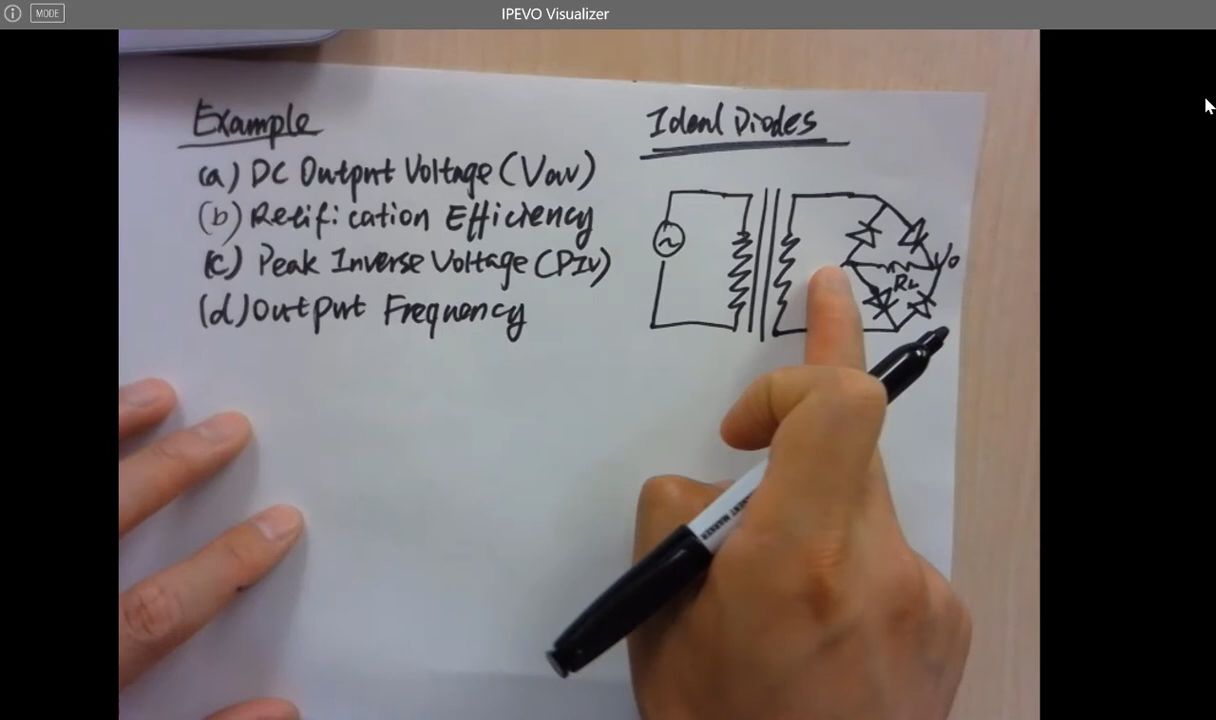 IPEVO Visualizer
MODE
Example
Ideal Diodes
(a) DC Output Voltage (Vav)
(b) Retification Efficiency
(c) Peak Inverse Voltage (PIV)
(d) Output Frequency
Vo
RL